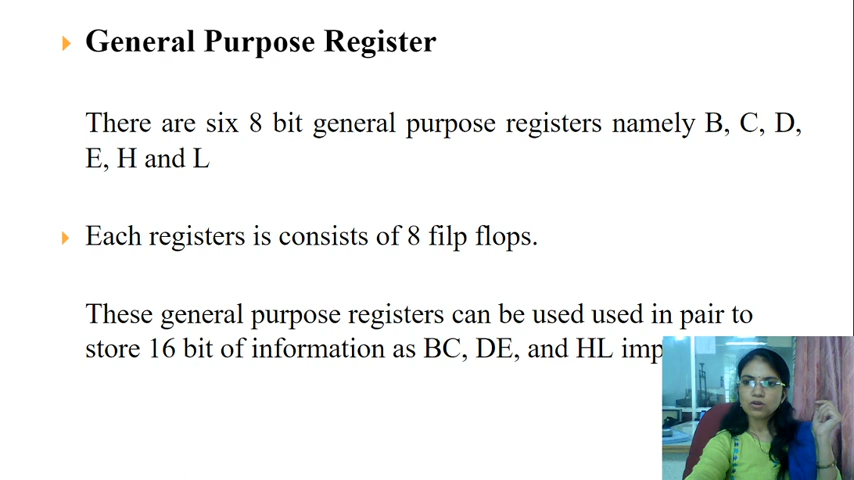 General Purpose Register
There are six 8 bit general purpose registers namely B, C, D,
E, H and L
Each registers is consists of 8 filp flops.
These general purpose registers can be used used in pair to
store 16 bit of information as BC, DE, and HL